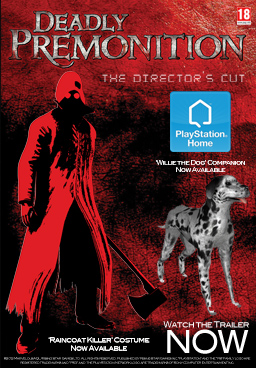 DEADLY
PREMONITION
18
THE DIRECTOR'S CUT
PlayStation
Home
'WILLIE THE DOG' COMPANION
NOW AVAILABLE
WATCH THE TRAILER
NOW
'RAINCOAT KILLER' COSTUME
NOW AVAILABLE